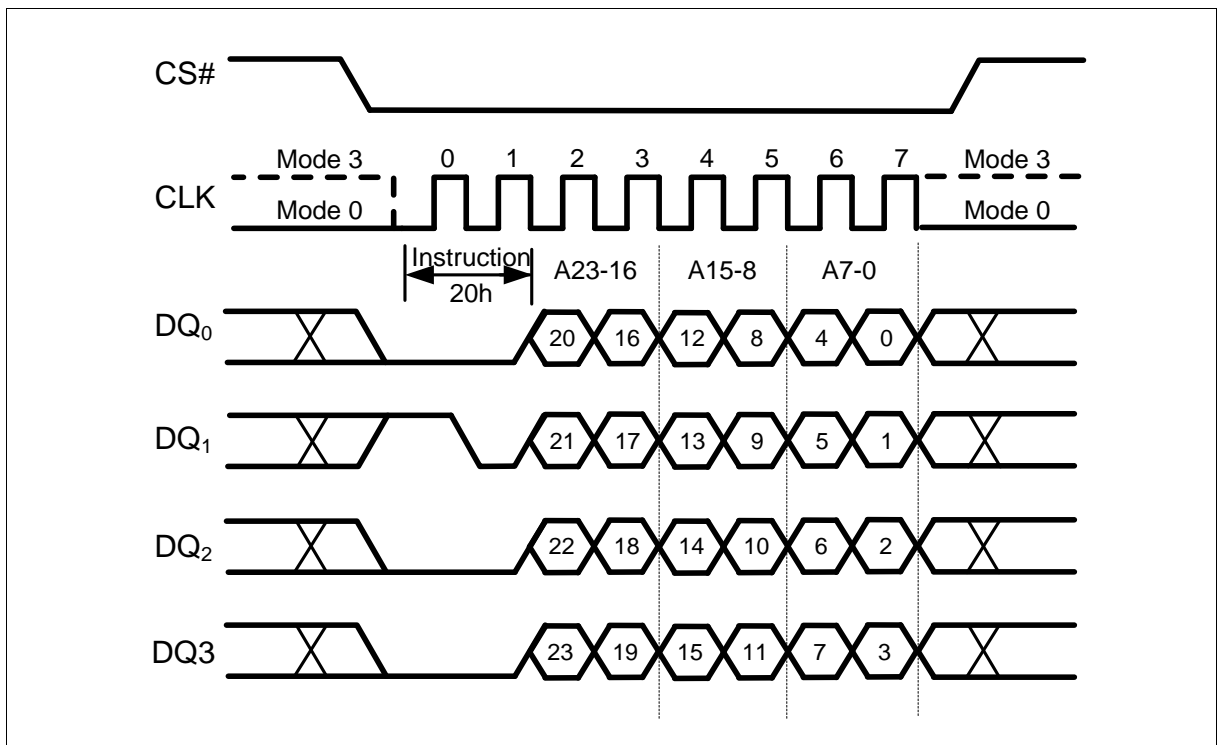 CS#
Mode 3 0 1 2 3 4 5 6 7 Mode 3
CLK
Mode 0 Mode 0
Instruction A23-16 A15-8 A7-0
20h
DQ0 20 16 12 8 4 0
DQ1 21 17 13 9 5 1
DQ2 22 18 14 10 6 2
DQ3 23 19 15 11 7 3